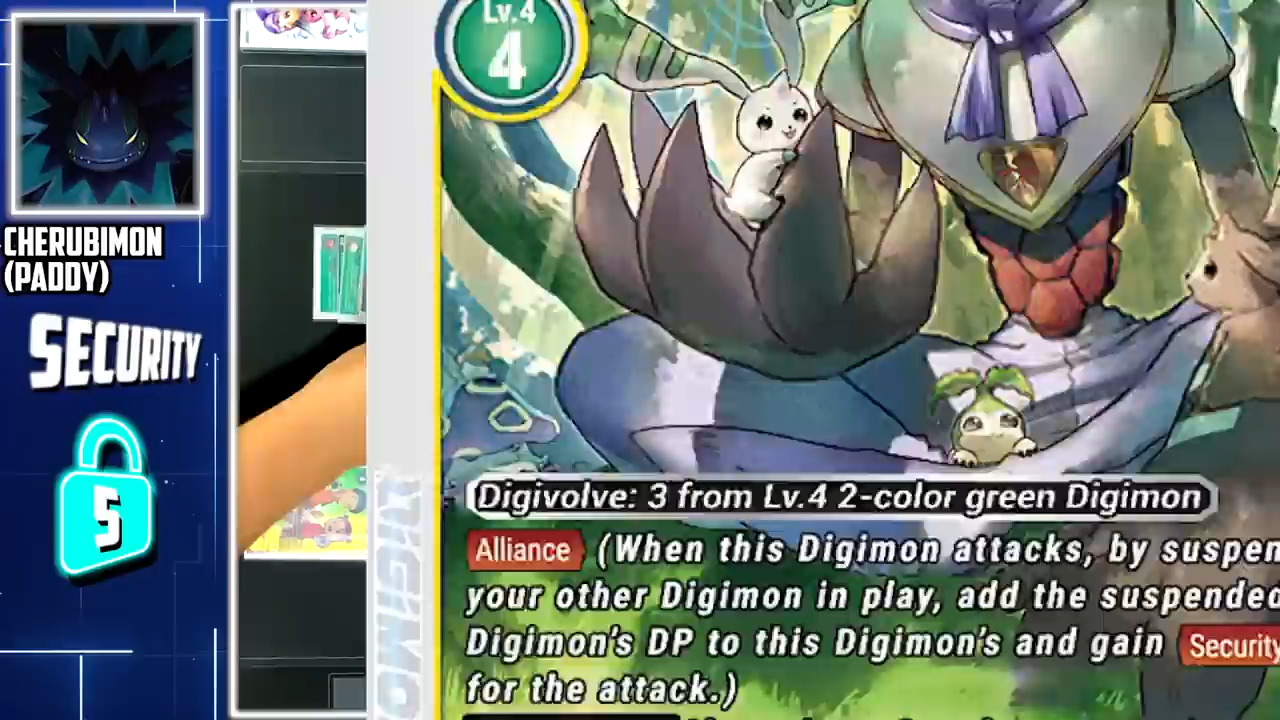 CHERUBIMON
(PADDY)
SECURITY
5
Lv.4
4
Digivolve: 3 from Lv.4 2-color green Digimon
Alliance (When this Digimon attacks, by suspen
your other Digimon in play, add the suspended
Digimon's DP to this Digimon's and gain Security
for the attack.)
DIGIMO